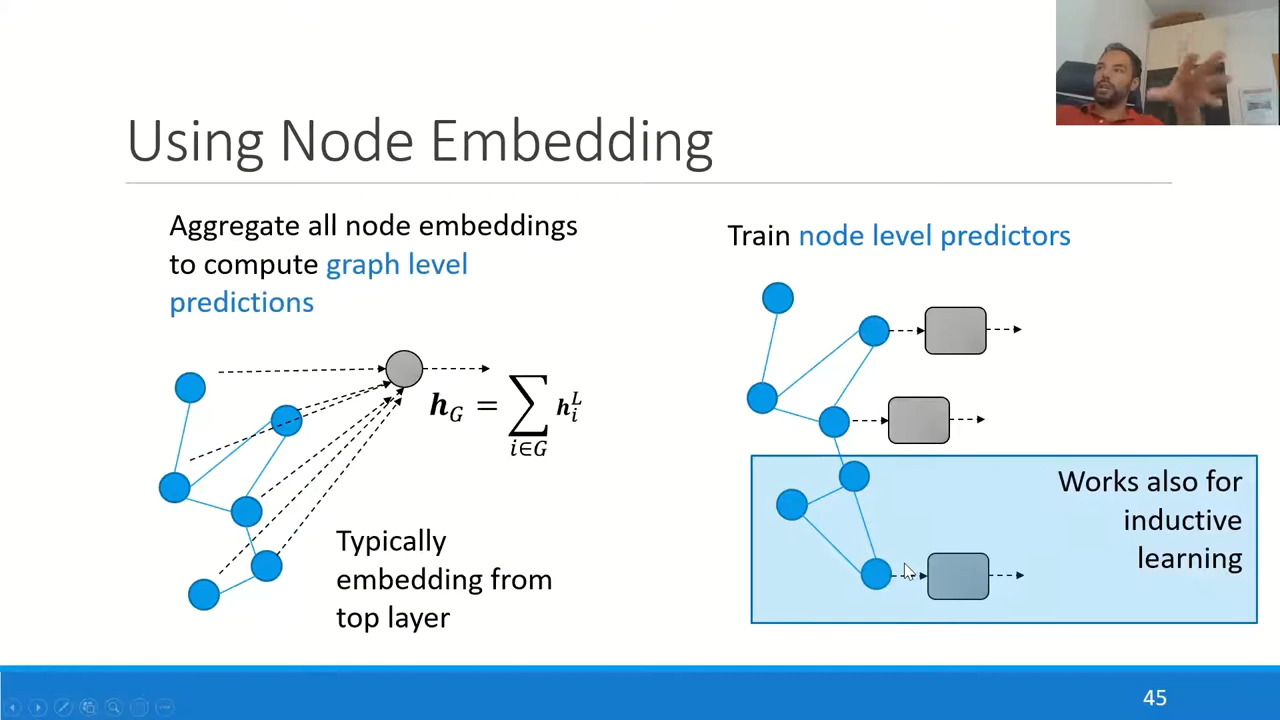 Using Node Embedding
Aggregate all node embeddings
to compute graph level
predictions
h_G = ∑_{i∈G} h_i^L
Typically
embedding from
top layer
Train node level predictors
Works also for
inductive
learning
45